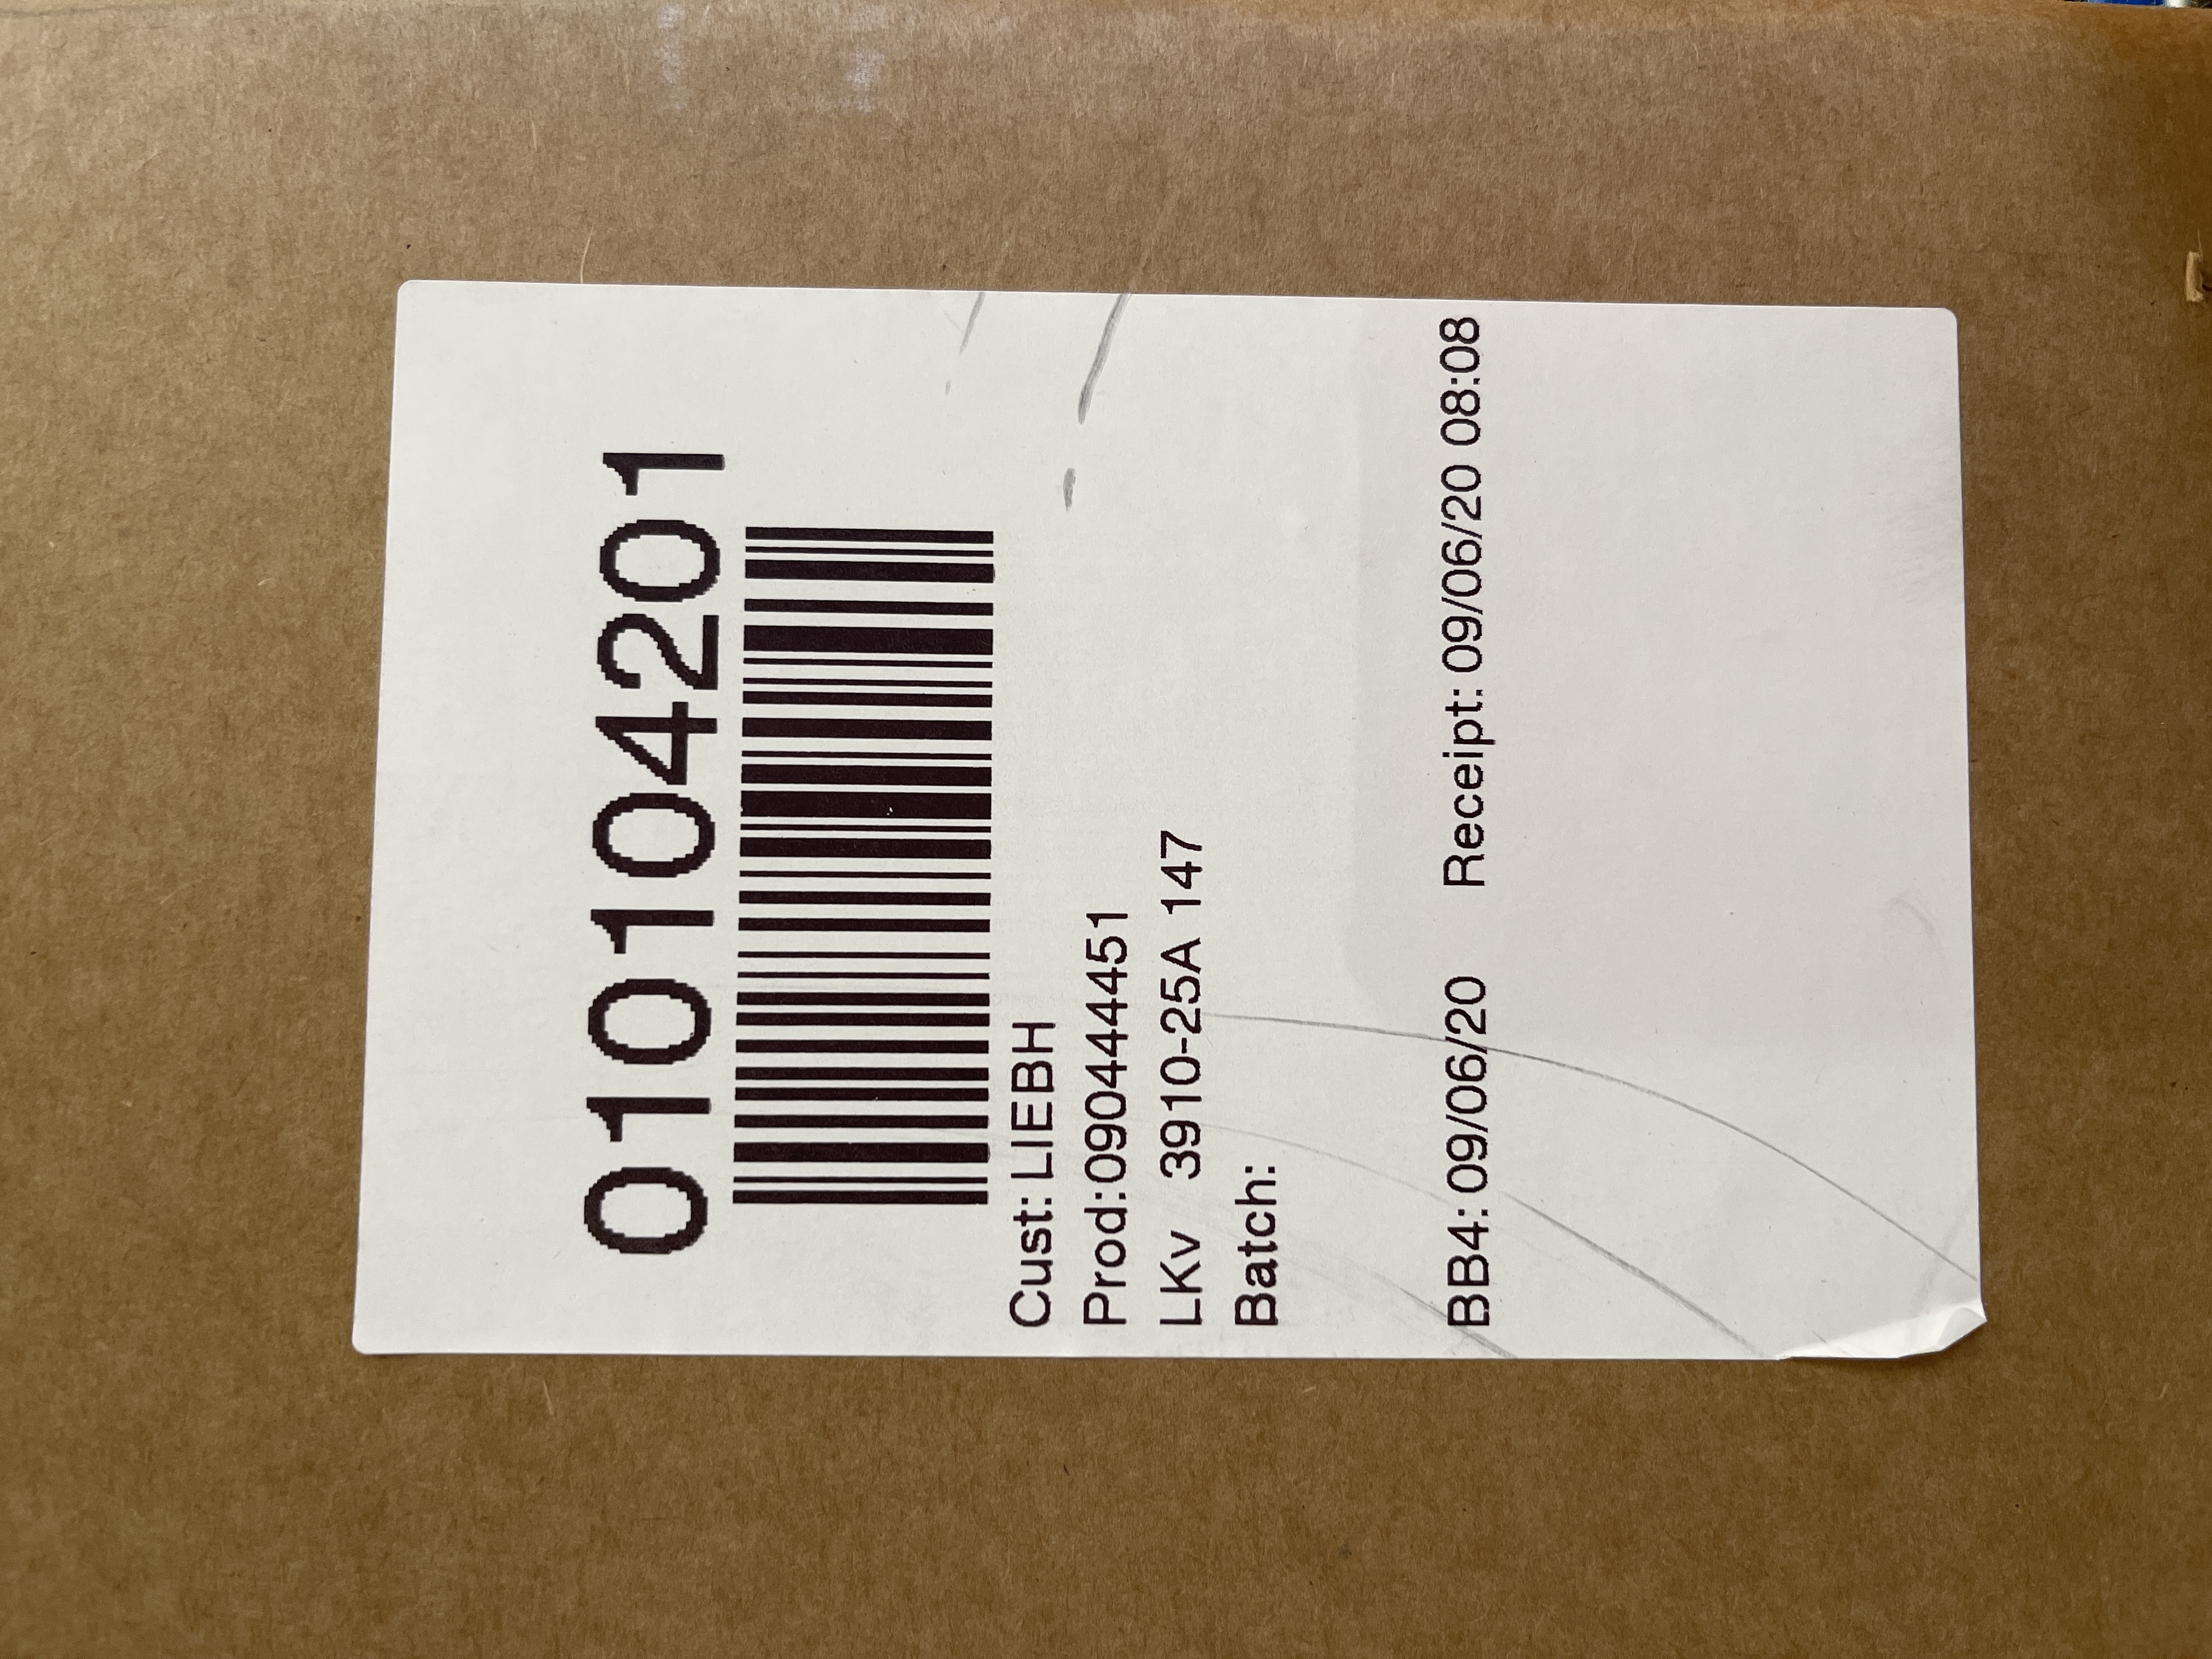 010104201
Cust: LIEBH
Prod:090444451
LKv 3910-25A 147
Batch:
BB4: 09/06/20 Receipt: 09/06/20 08:08